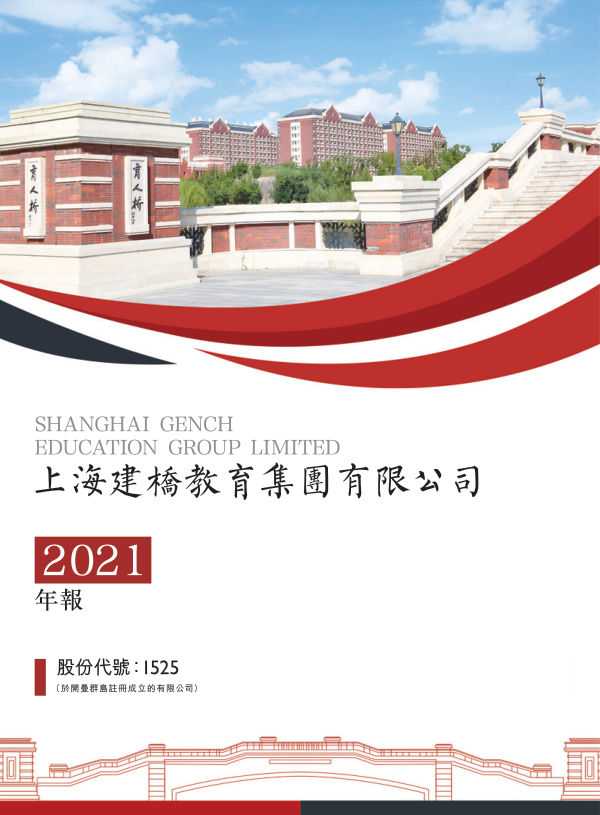 育人橋
育人橋
SHANGHAI GENCH
EDUCATION GROUP LIMITED
上海建橋教育集團有限公司
2021
年報
股份代號：1525
（於開曼群島註冊成立的有限公司）